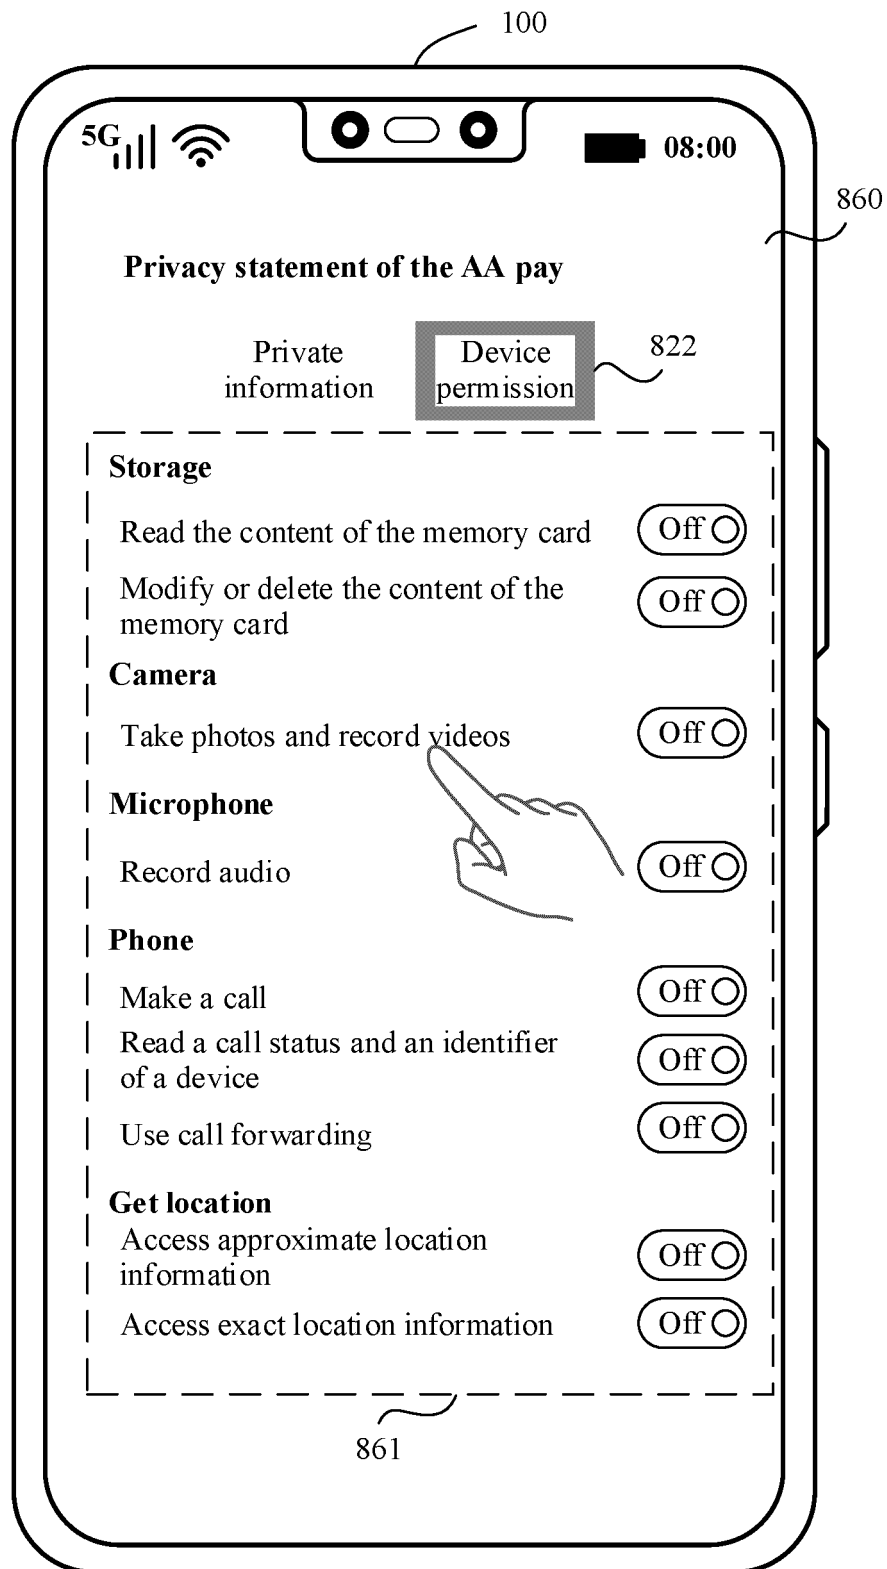 100
5G
08:00
860
Privacy statement of the AA pay
Private
information
Device
permission
822
Storage
Read the content of the memory card
Off
Modify or delete the content of the
memory card
Off
Camera
Take photos and record videos
Off
Microphone
Record audio
Off
Phone
Make a call
Off
Read a call status and an identifier
of a device
Off
Use call forwarding
Off
Get location
Access approximate location
information
Off
Access exact location information
Off
861